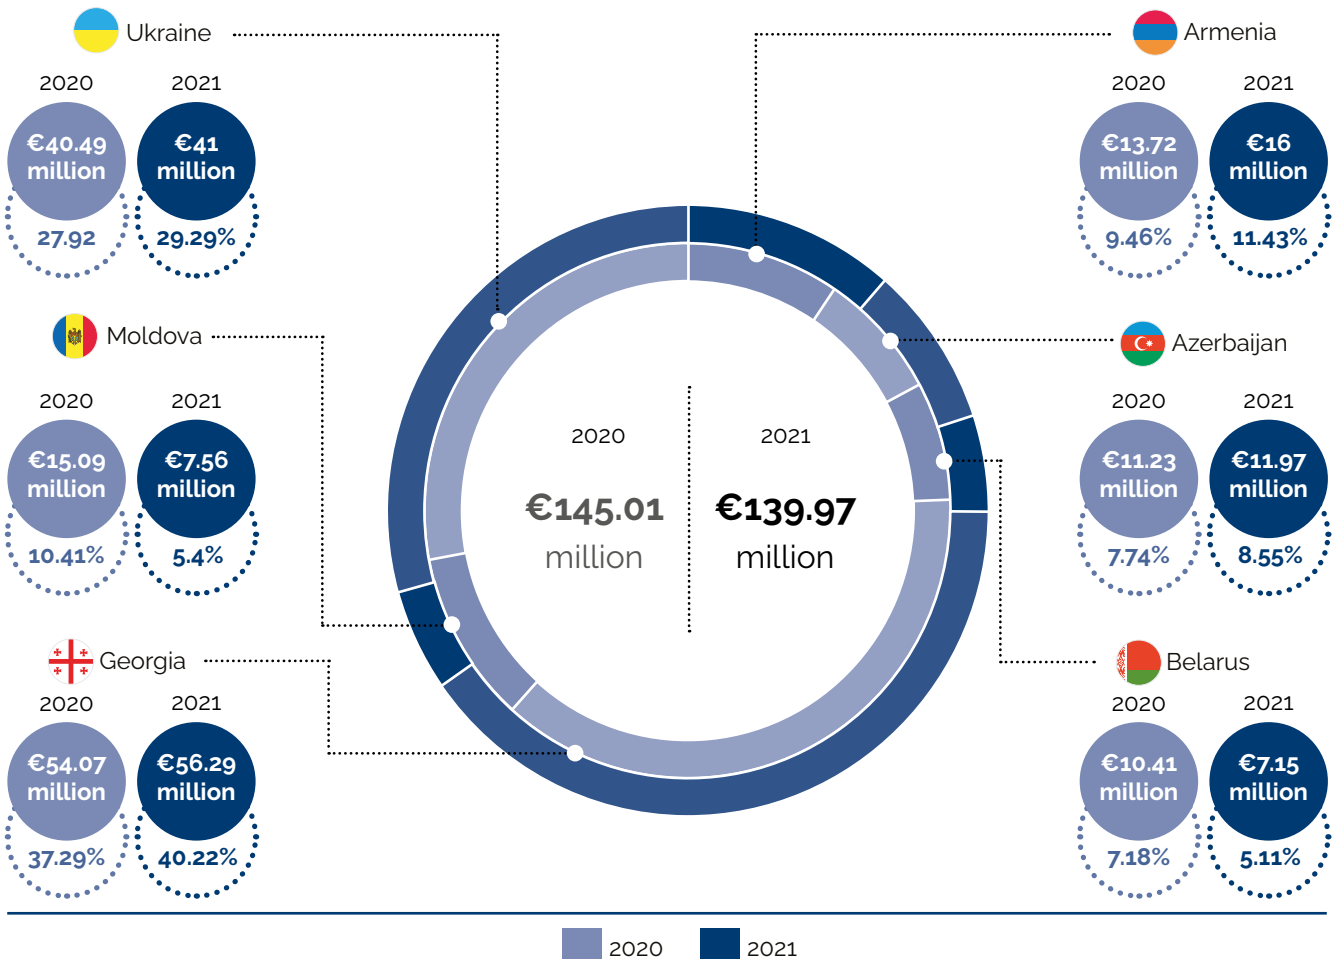 Ukraine
2020 2021
€40.49 million
€41 million
27.92
29.29%
Moldova
2020 2021
€15.09 million
€7.56 million
10.41%
5.4%
Georgia
2020 2021
€54.07 million
€56.29 million
37.29%
40.22%
2020
€145.01
million
2021
€139.97
million
Armenia
2020 2021
€13.72 million
€16 million
9.46%
11.43%
Azerbaijan
2020 2021
€11.23 million
€11.97 million
7.74%
8.55%
Belarus
2020 2021
€10.41 million
€7.15 million
7.18%
5.11%
2020 2021